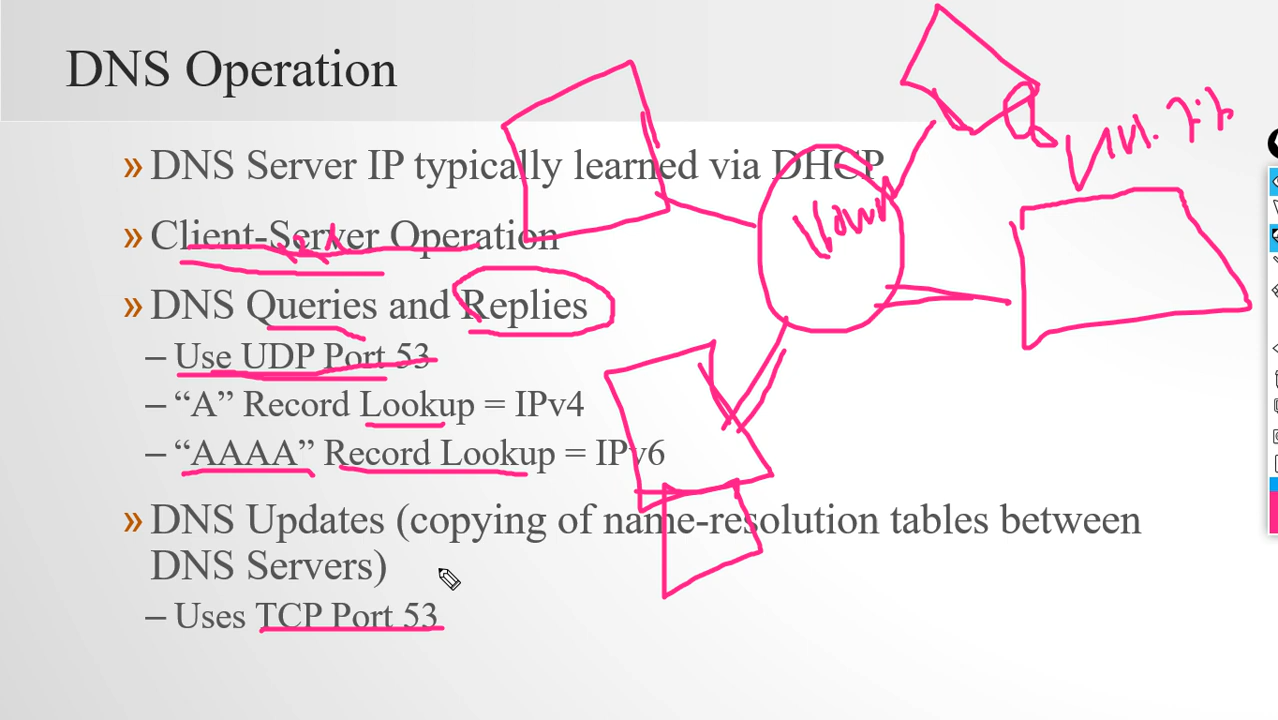 DNS Operation
» DNS Server IP typically learned via DHCP
» Client-Server Operation
» DNS Queries and Replies
– Use UDP Port 53
– “A” Record Lookup = IPv4
– “AAAA” Record Lookup = IPv6
» DNS Updates (copying of name-resolution tables between
DNS Servers)
– Uses TCP Port 53